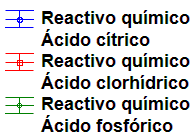 Reactivo químico
Ácido cítrico
Reactivo químico
Ácido clorhídrico
Reactivo químico
Ácido fosfórico